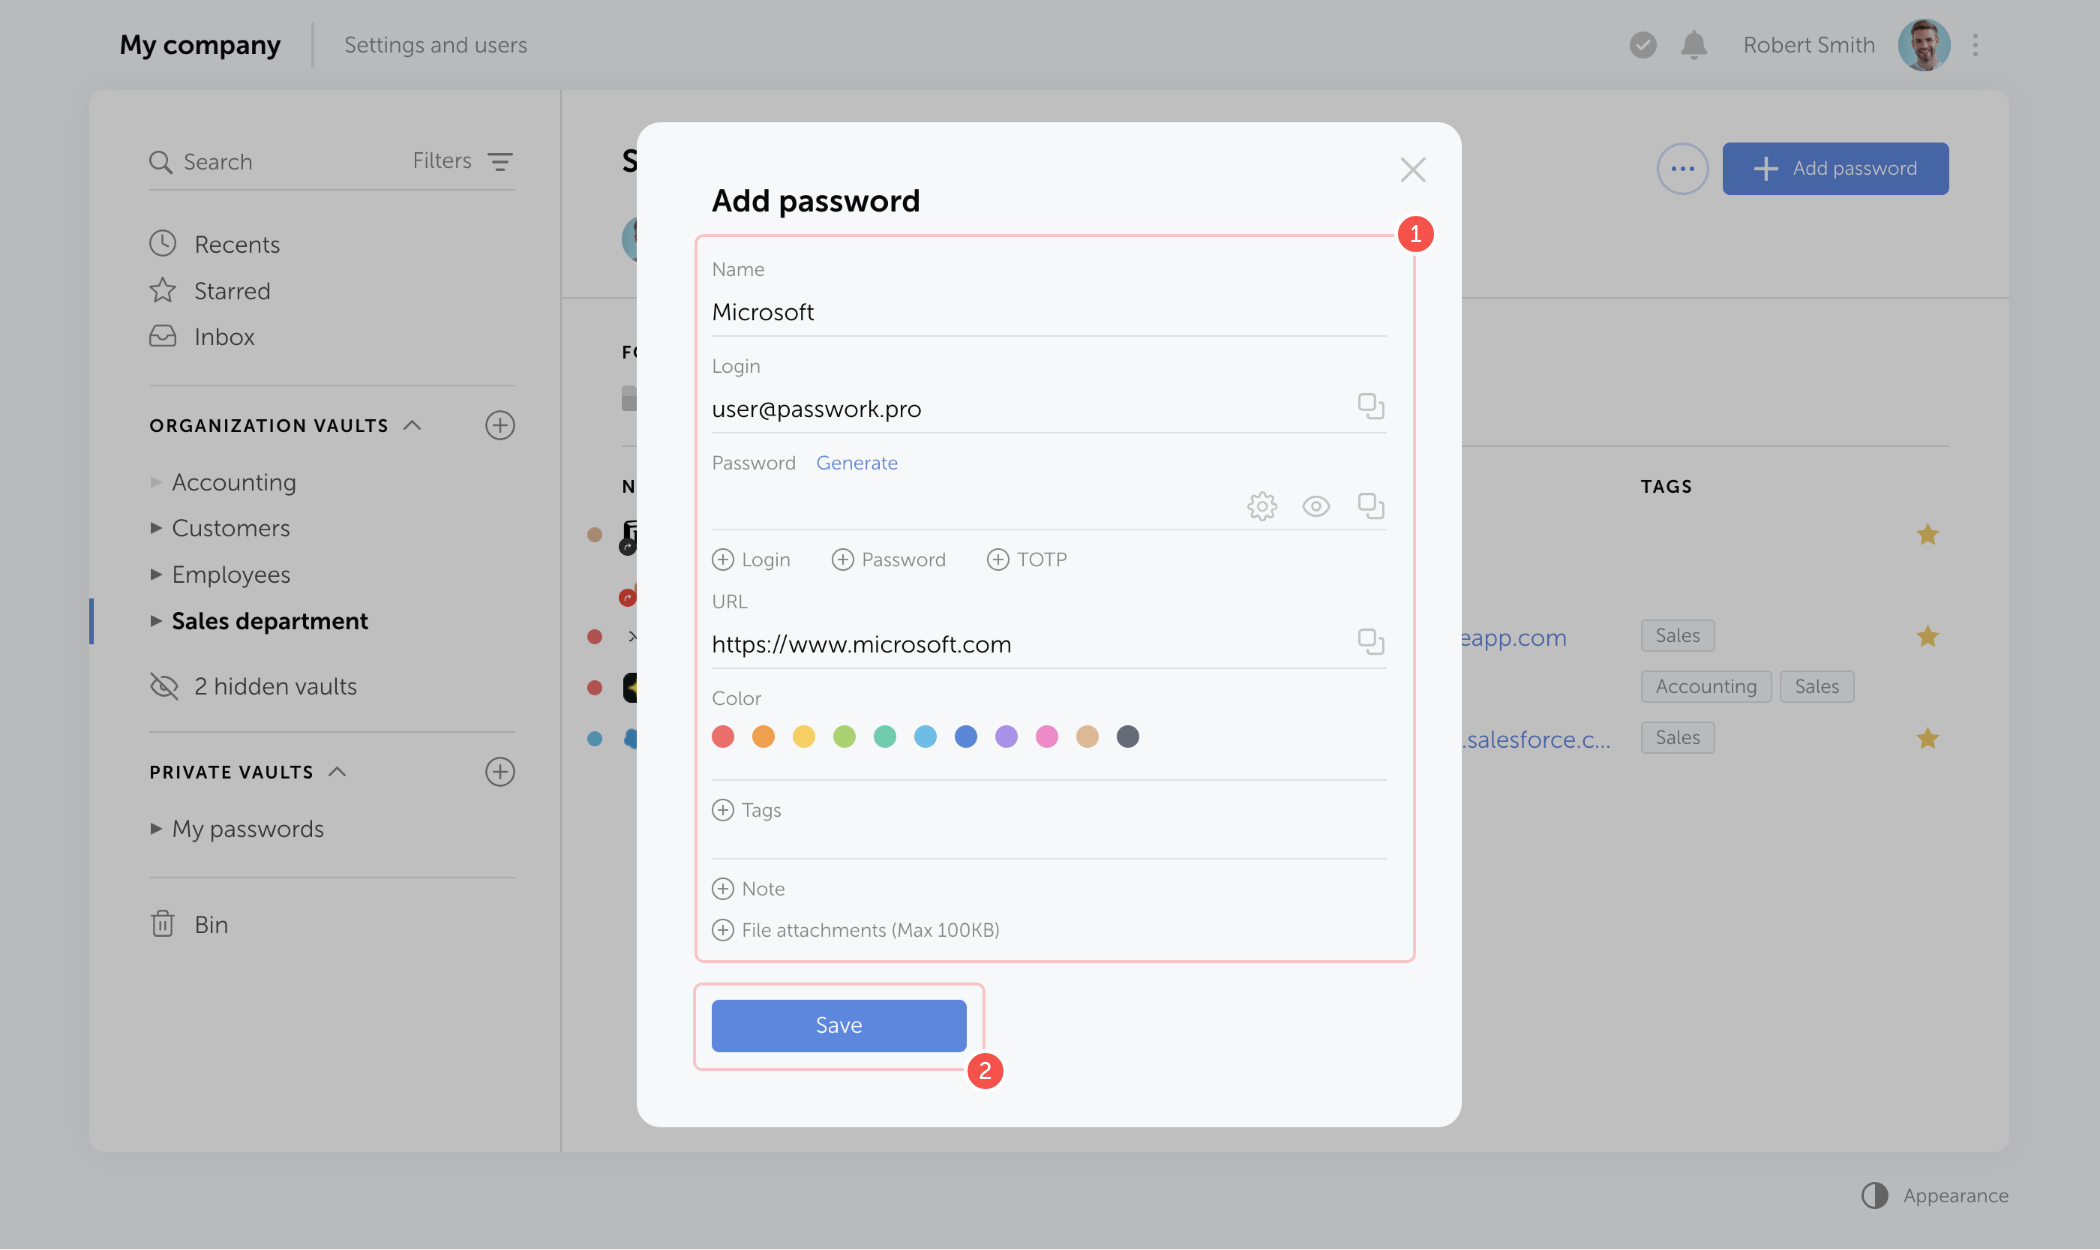 My company
Settings and users
Robert Smith
Search
Filters
Recents
Starred
Inbox
ORGANIZATION VAULTS
Accounting
Customers
Employees
Sales department
2 hidden vaults
PRIVATE VAULTS
My passwords
Bin
Add password
TAGS
eapp.com
Sales
Accounting
Sales
.salesforce.c...
Sales
Add password
1
Name
Microsoft
Login
user@passwork.pro
Password Generate
Login Password TOTP
URL
https://www.microsoft.com
Color
Tags
Note
File attachments (Max 100KB)
Save
2
Appearance